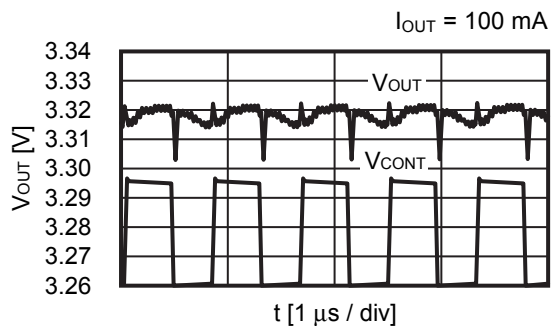 IOUT = 100 mA
VOUT [V]
3.34
3.33
3.32
3.31
3.30
3.29
3.28
3.27
3.26
VOUT
VCONT
t [1 μs / div]